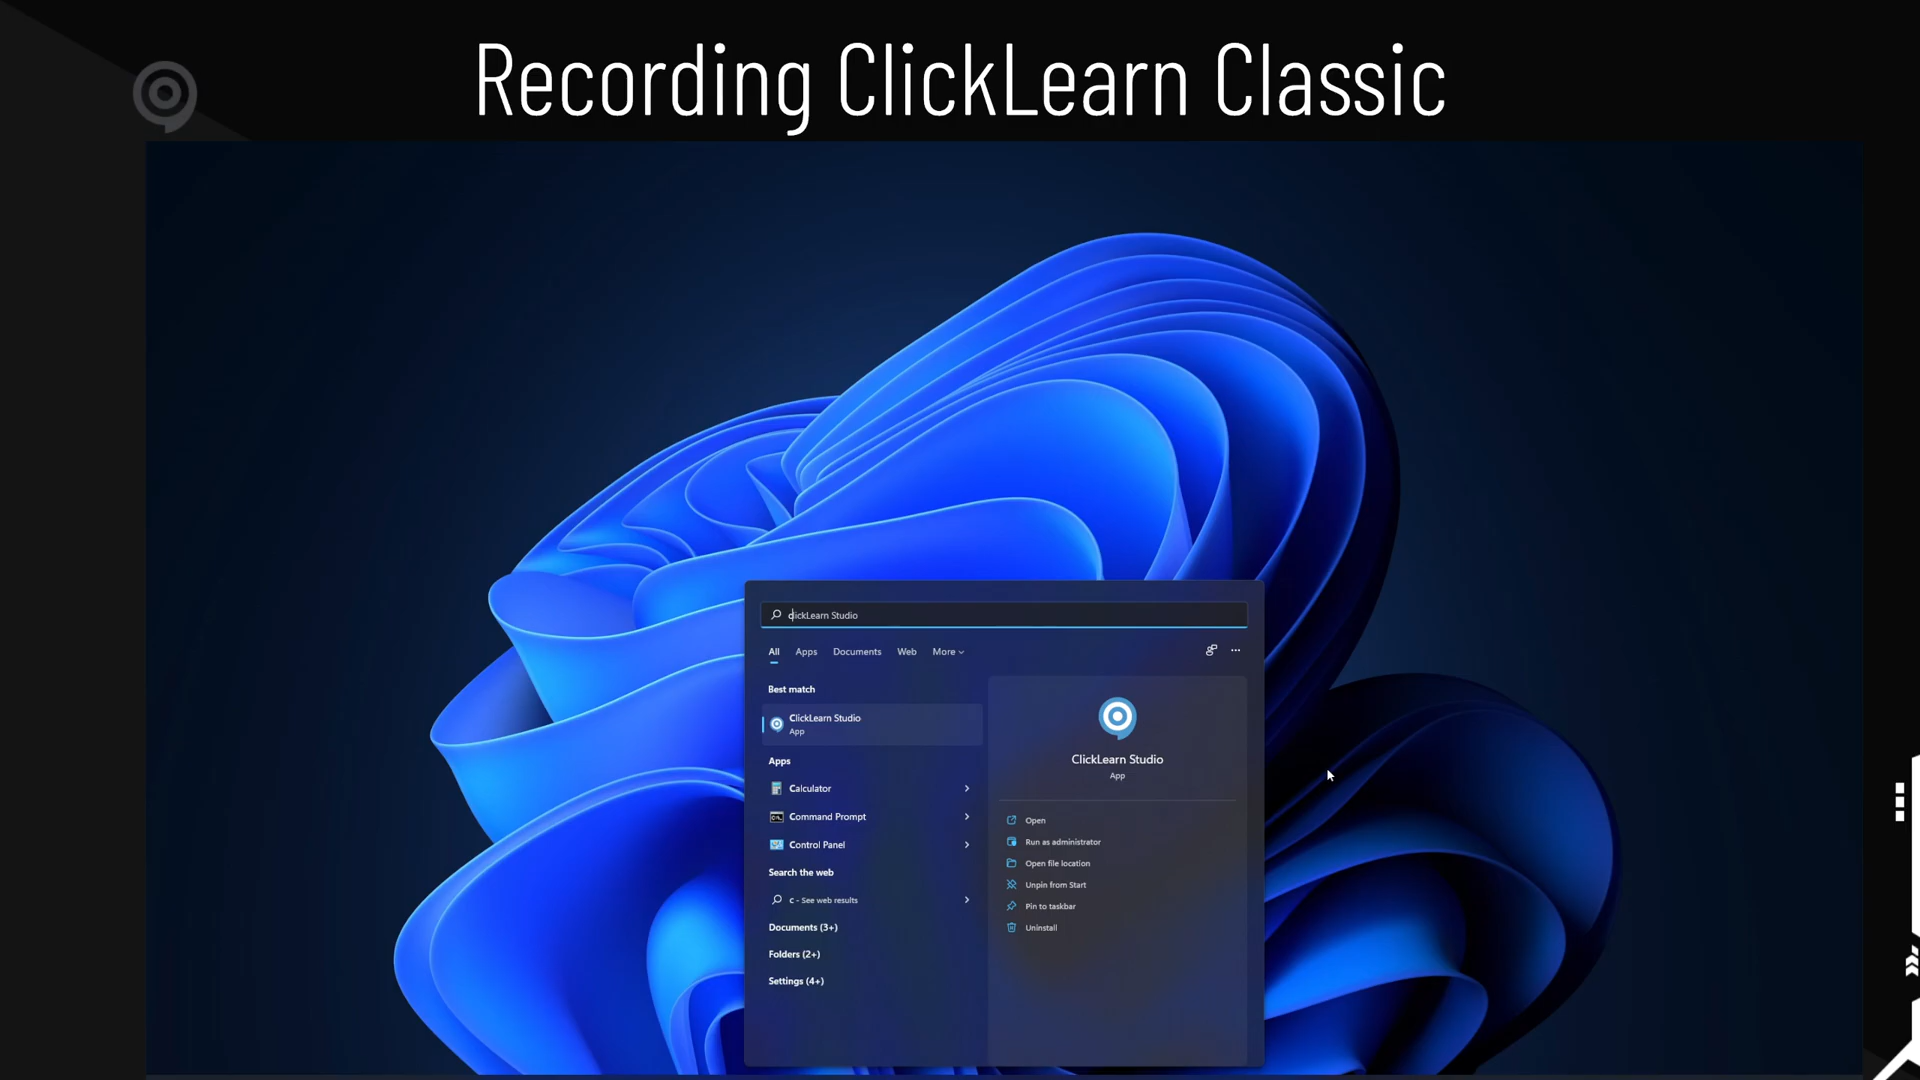 Recording ClickLearn Classic
clickLearn Studio
All Apps Documents Web More
Best match
ClickLearn Studio
App
Apps
Calculator
Command Prompt
Control Panel
Search the web
c - See web results
Documents (3+)
Folders (2+)
Settings (4+)
ClickLearn Studio
App
Open
Run as administrator
Open file location
Unpin from Start
Pin to taskbar
Uninstall